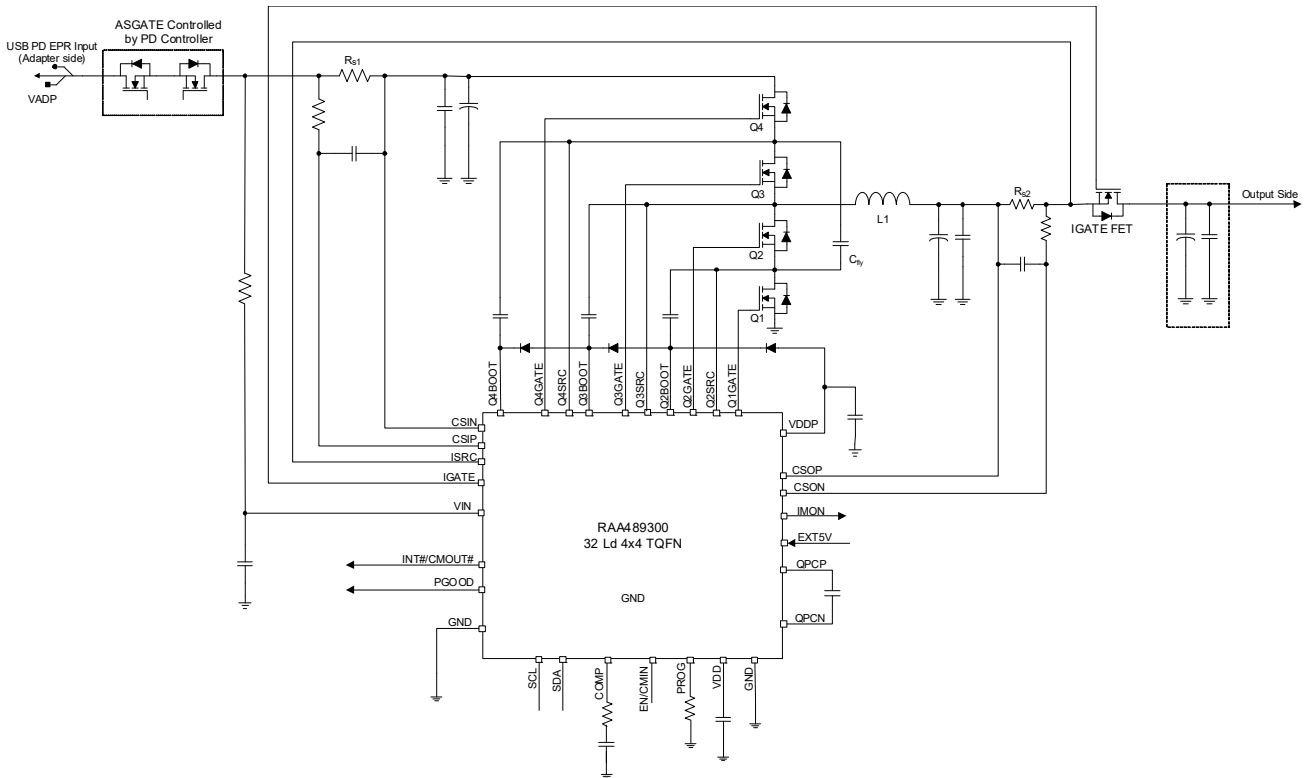 ASGATE Controlled
by PD Controller
USB PD EPR Input
(Adapter side)
VADP
Rs1
Q4
Q3
Q2
Q1
Cfly
L1
Rs2
IGATE FET
Output Side
Q4BOOT
Q4GATE
Q4SRC
Q3BOOT
Q3GATE
Q3SRC
Q2BOOT
Q2GATE
Q2SRC
Q1GATE
CSIN
CSIP
ISRC
IGATE
VIN
INT#/CMOUT#
PGOOD
GND
VDDP
CSOP
CSON
IMON
EXT5V
QPCP
QPCN
RAA489300
32 Ld 4x4 TQFN
GND
SCL
SDA
COMP
EN/CMIN
PROG
VDD
GND